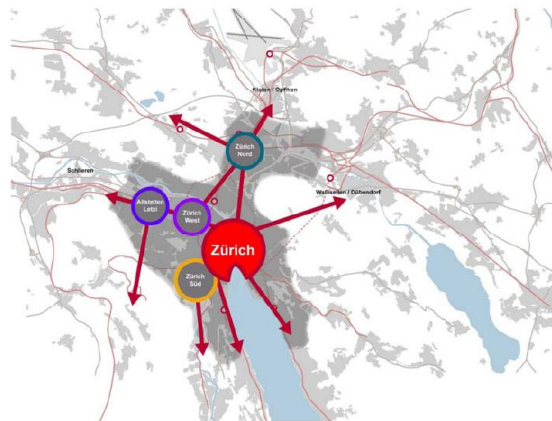 Kloten / Opfikon
Zürich
Nord
Schlieren
Wallisellen / Dübendorf
Altstetten
Letzi
Zürich
West
Zürich
Zürich
Süd